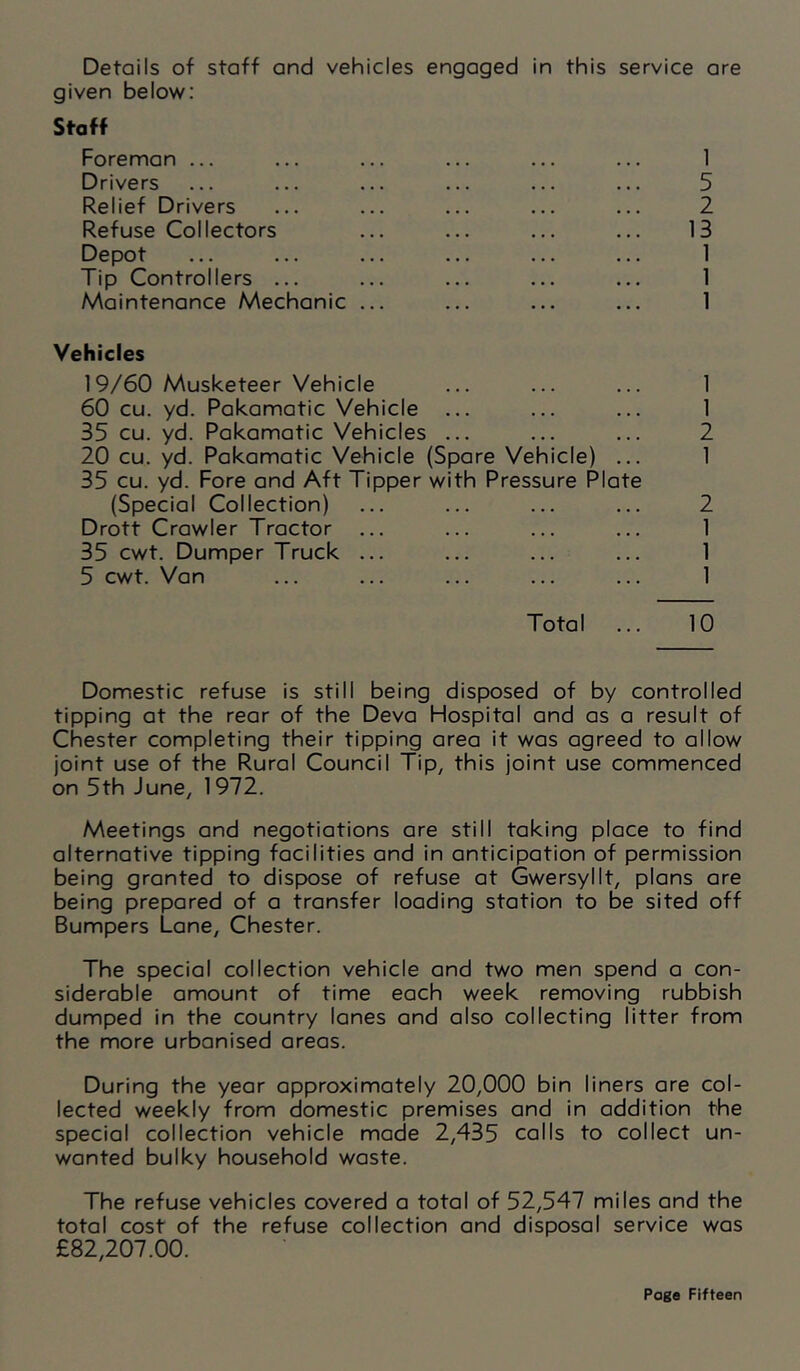 Details of staff and vehicles engaged in this service are
given below:
Staff
Foreman ... ... ... ... ... ... 1
Drivers ... ... ... ... ... ... 5
Relief Drivers ... ... ... ... ... 2
Refuse Collectors ... ... ... ... 13
Depot ... ... ... ... ... ... 1
Tip Controllers ... ... ... ... ... 1
Maintenance Mechanic ... ... ... ... 1
Vehicles
19/60 Musketeer Vehicle ... ... ... 1
60 cu. yd. Pakamatic Vehicle ... ... ... 1
35 cu. yd. Pakamatic Vehicles ... ... ... 2
20 cu. yd. Pakamatic Vehicle (Spare Vehicle) ... 1
35 cu. yd. Fore and Aft Tipper with Pressure Plate
(Special Collection) ... ... ... ... 2
Drott Crawler Tractor ... ... ... ... 1
35 cwt. Dumper Truck ... ... ... ... 1
5 cwt. Van ... ... ... ... ... 1
Total ... 10
Domestic refuse is still being disposed of by controlled
tipping at the rear of the Deva Hospital and as a result of
Chester completing their tipping area it was agreed to allow
joint use of the Rural Council Tip, this joint use commenced
on 5th June, 1972.
Meetings and negotiations are still taking place to find
alternative tipping facilities and in anticipation of permission
being granted to dispose of refuse at Gwersyllt, plans are
being prepared of a transfer loading station to be sited off
Bumpers Lane, Chester.
The special collection vehicle and two men spend a con-
siderable amount of time each week removing rubbish
dumped in the country lanes and also collecting litter from
the more urbanised areas.
During the year approximately 20,000 bin liners are col-
lected weekly from domestic premises and in addition the
special collection vehicle made 2,435 calls to collect un-
wanted bulky household waste.
The refuse vehicles covered a total of 52,547 miles and the
total cost of the refuse collection and disposal service was
£82,207.00.
Page Fifteen